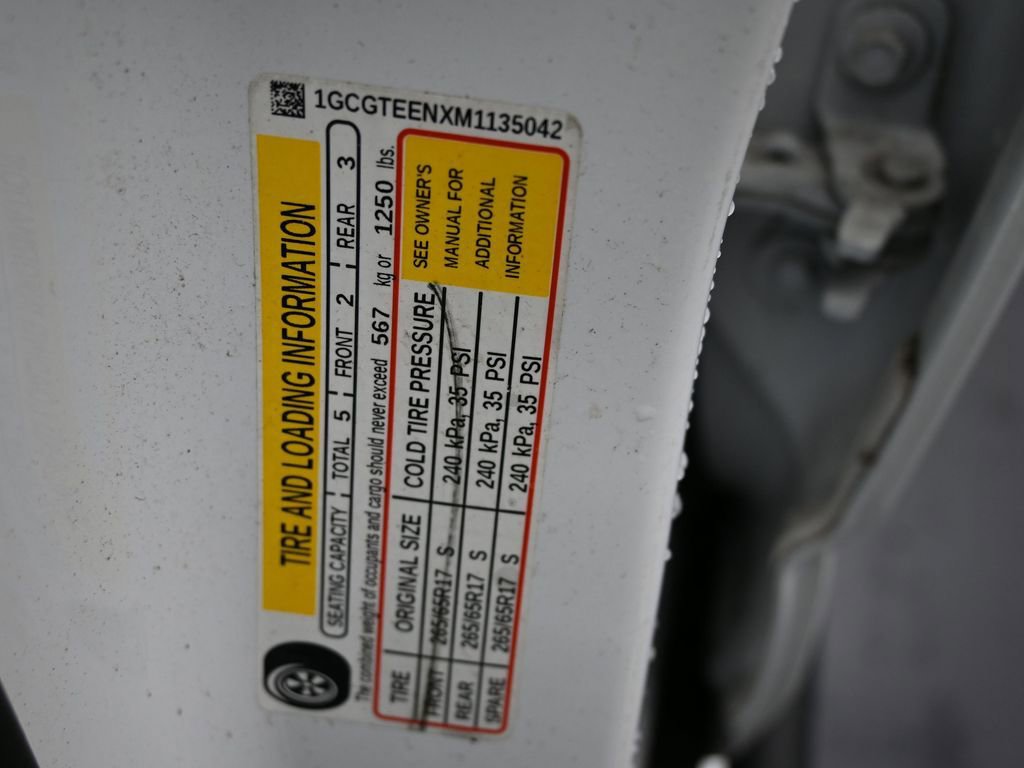 1GCGTEENXM1135042
TIRE AND LOADING INFORMATION
SEATING CAPACITY TOTAL 5 FRONT 2 REAR 3
The combined weight of occupants and cargo should never exceed 567 kg or 1250 lbs.
TIRE ORIGINAL SIZE COLD TIRE PRESSURE SEE OWNER'S
FRONT 265/65R17 S 240 kPa, 35 PSI MANUAL FOR
REAR 265/65R17 S 240 kPa, 35 PSI ADDITIONAL
SPARE 265/65R17 S 240 kPa, 35 PSI INFORMATION